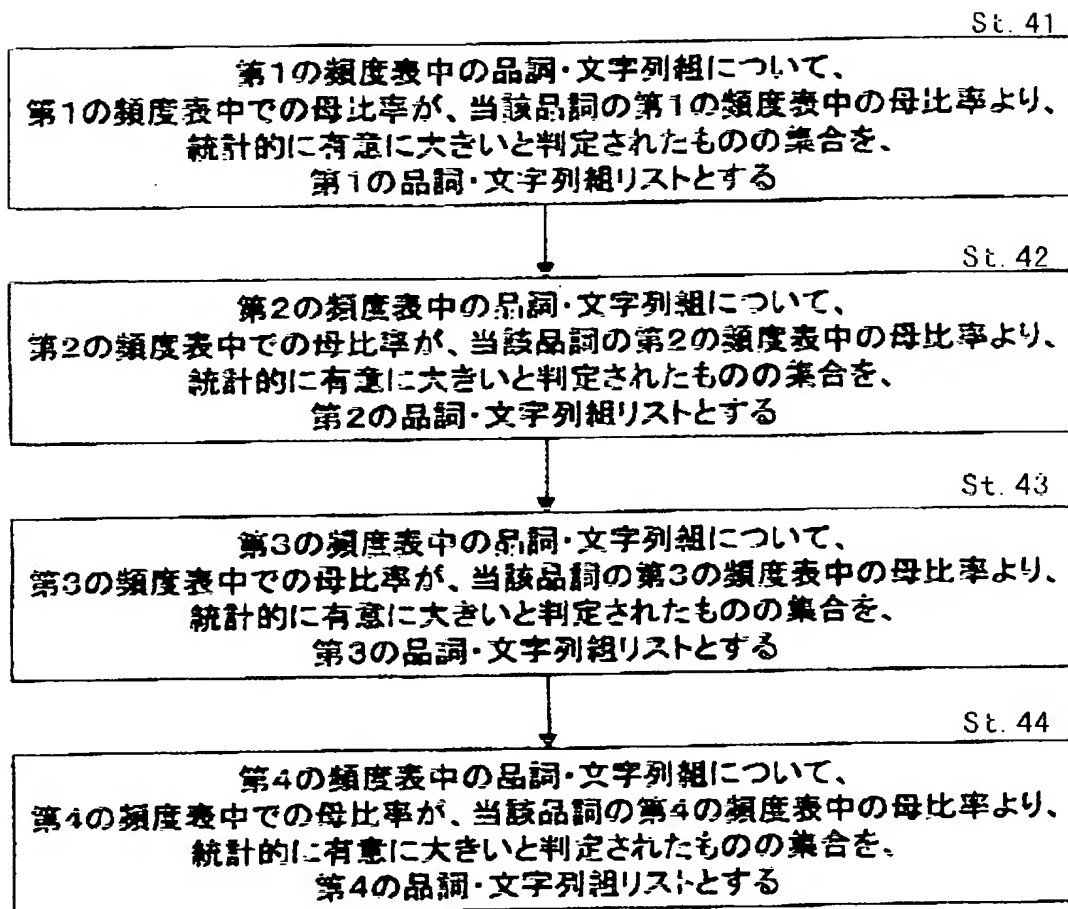 St. 41
第1の頻度表中の品詞・文字列組について、
第1の頻度表中での母比率が、当該品詞の第1の頻度表中の母比率より、
統計的に有意に大きいと判定されたものの集合を、
第1の品詞・文字列組リストとする
St. 42
第2の頻度表中の品詞・文字列組について、
第2の頻度表中での母比率が、当該品詞の第2の頻度表中の母比率より、
統計的に有意に大きいと判定されたものの集合を、
第2の品詞・文字列組リストとする
St. 43
第3の頻度表中の品詞・文字列組について、
第3の頻度表中での母比率が、当該品詞の第3の頻度表中の母比率より、
統計的に有意に大きいと判定されたものの集合を、
第3の品詞・文字列組リストとする
St. 44
第4の頻度表中の品詞・文字列組について、
第4の頻度表中での母比率が、当該品詞の第4の頻度表中の母比率より、
統計的に有意に大きいと判定されたものの集合を、
第4の品詞・文字列組リストとする